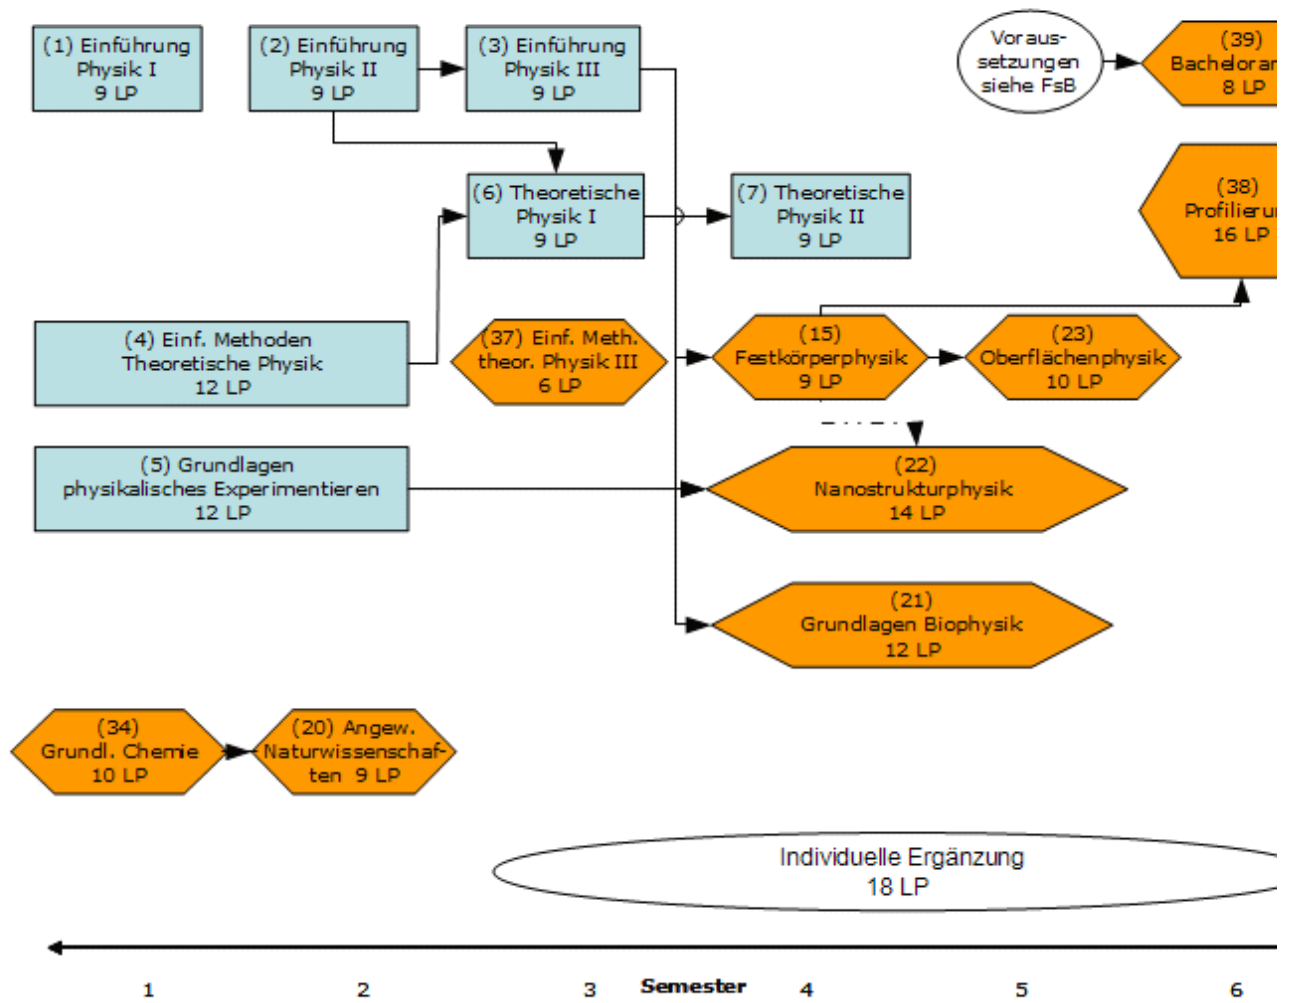 (1) Einführung
Physik I
9 LP
(2) Einführung
Physik II
9 LP
(3) Einführung
Physik III
9 LP
Voraus-
setzungen
siehe FsB
(39)
Bacheloran
8 LP
(6) Theoretische
Physik I
9 LP
(7) Theoretische
Physik II
9 LP
(38)
Profilierun
16 LP
(4) Einf. Methoden
Theoretische Physik
12 LP
(37) Einf. Meth.
theor. Physik III
6 LP
(15)
Festkörperphysik
9 LP
(23)
Oberflächenphysik
10 LP
(5) Grundlagen
physikalisches Experimentieren
12 LP
(22)
Nanostrukturphysik
14 LP
(21)
Grundlagen Biophysik
12 LP
(34)
Grundl. Chemie
10 LP
(20) Angew.
Naturwissenschaf-
ten 9 LP
Individuelle Ergänzung
18 LP
1 2 3 Semester 4 5 6